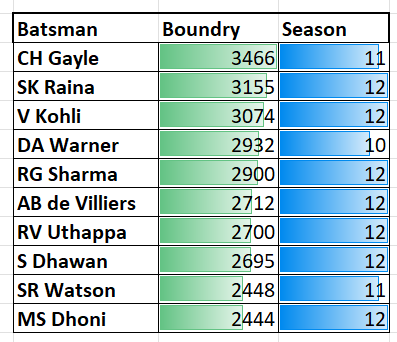 Batsman Boundry Season
CH Gayle 3466 11
SK Raina 3155 12
V Kohli 3074 12
DA Warner 2932 10
RG Sharma 2900 12
AB de Villiers 2712 12
RV Uthappa 2700 12
S Dhawan 2695 12
SR Watson 2448 11
MS Dhoni 2444 12